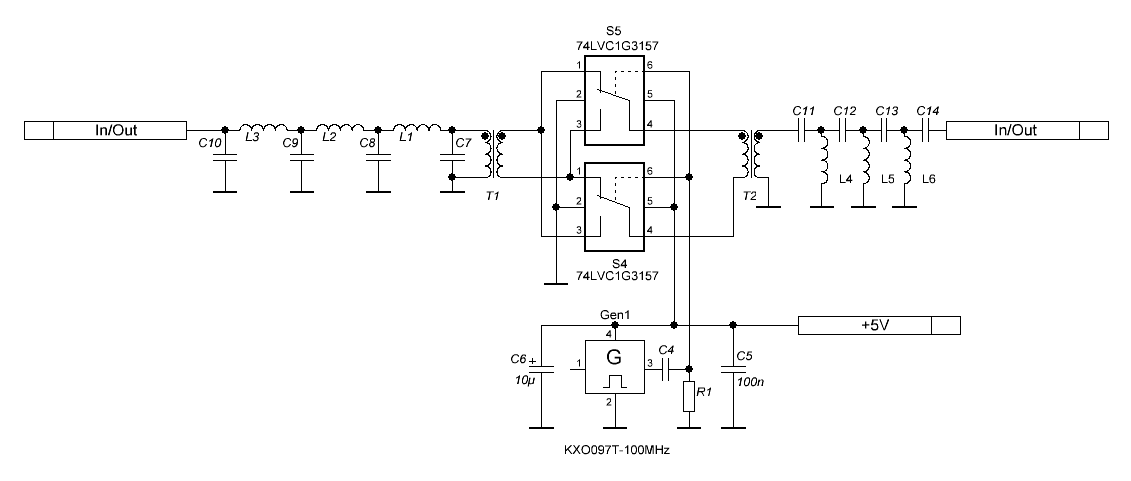 S5
74LVC1G3157
1 6
2 5
3 4
In/Out
C10 L3 C9 L2 C8 L1 C7
T1
T2
C11 C12 C13 C14
In/Out
L4 L5 L6
1 6
2 5
3 4
S4
74LVC1G3157
Gen1
+5V
4
G
1 3
2
C6 +
10µ
C4
R1
C5
100n
KXO097T-100MHz